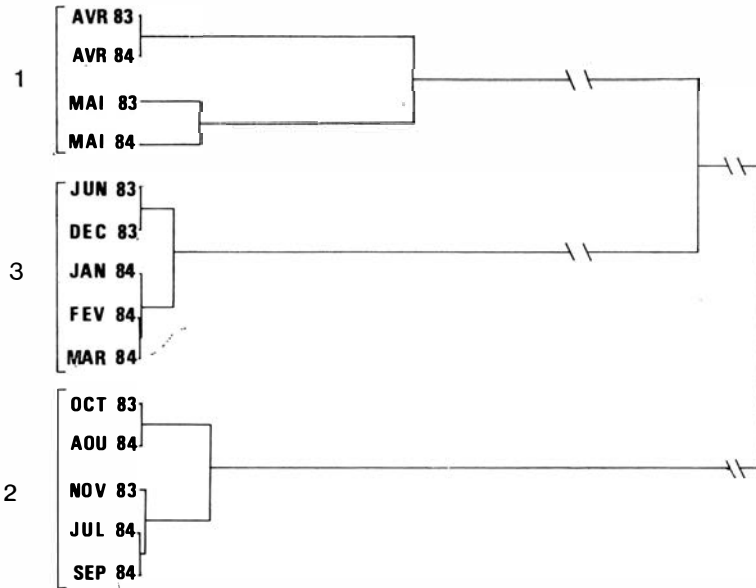 AVR 83
AVR 84
1
MAI 83
MAI 84
JUN 83
DEC 83
3
JAN 84
FEV 84
MAR 84
OCT 83
AOU 84
2
NOV 83
JUL 84
SEP 84